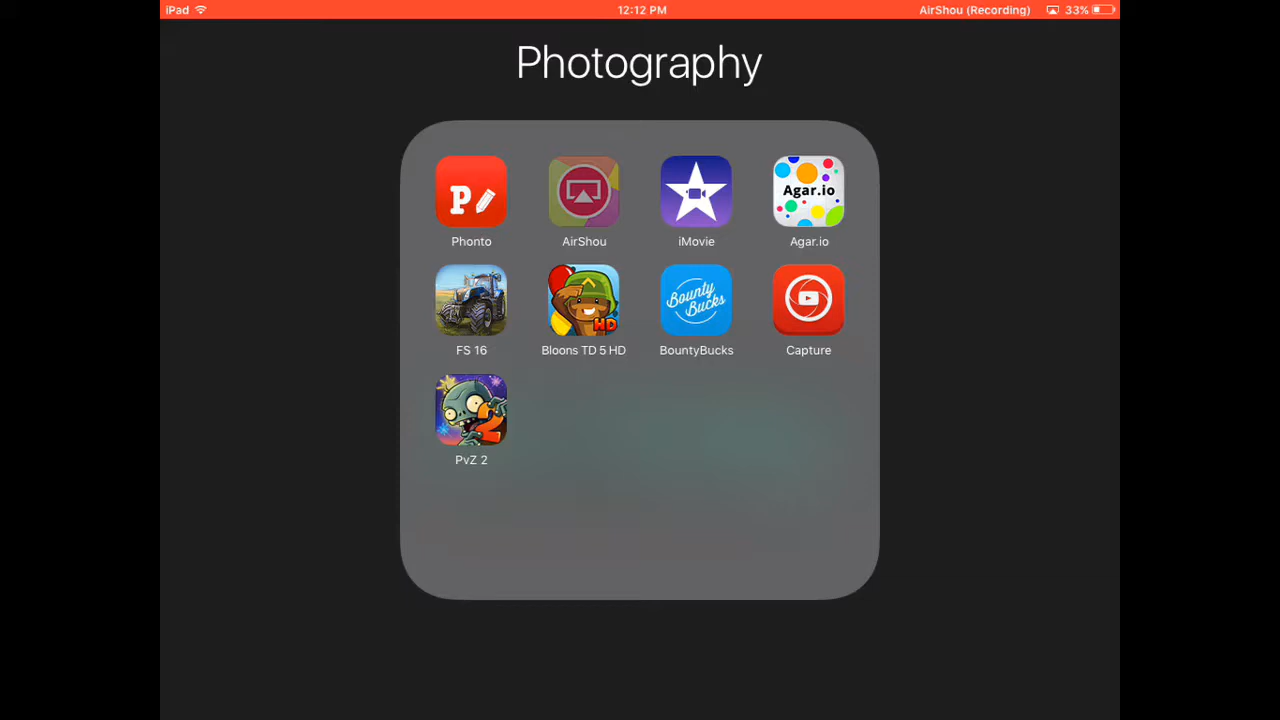 iPad 12:12 PM AirShou (Recording) 33%
Photography
P Agar.io
Phonto AirShou iMovie Agar.io
HD Bounty Bucks
FS 16 Bloons TD 5 HD BountyBucks Capture
2
PvZ 2